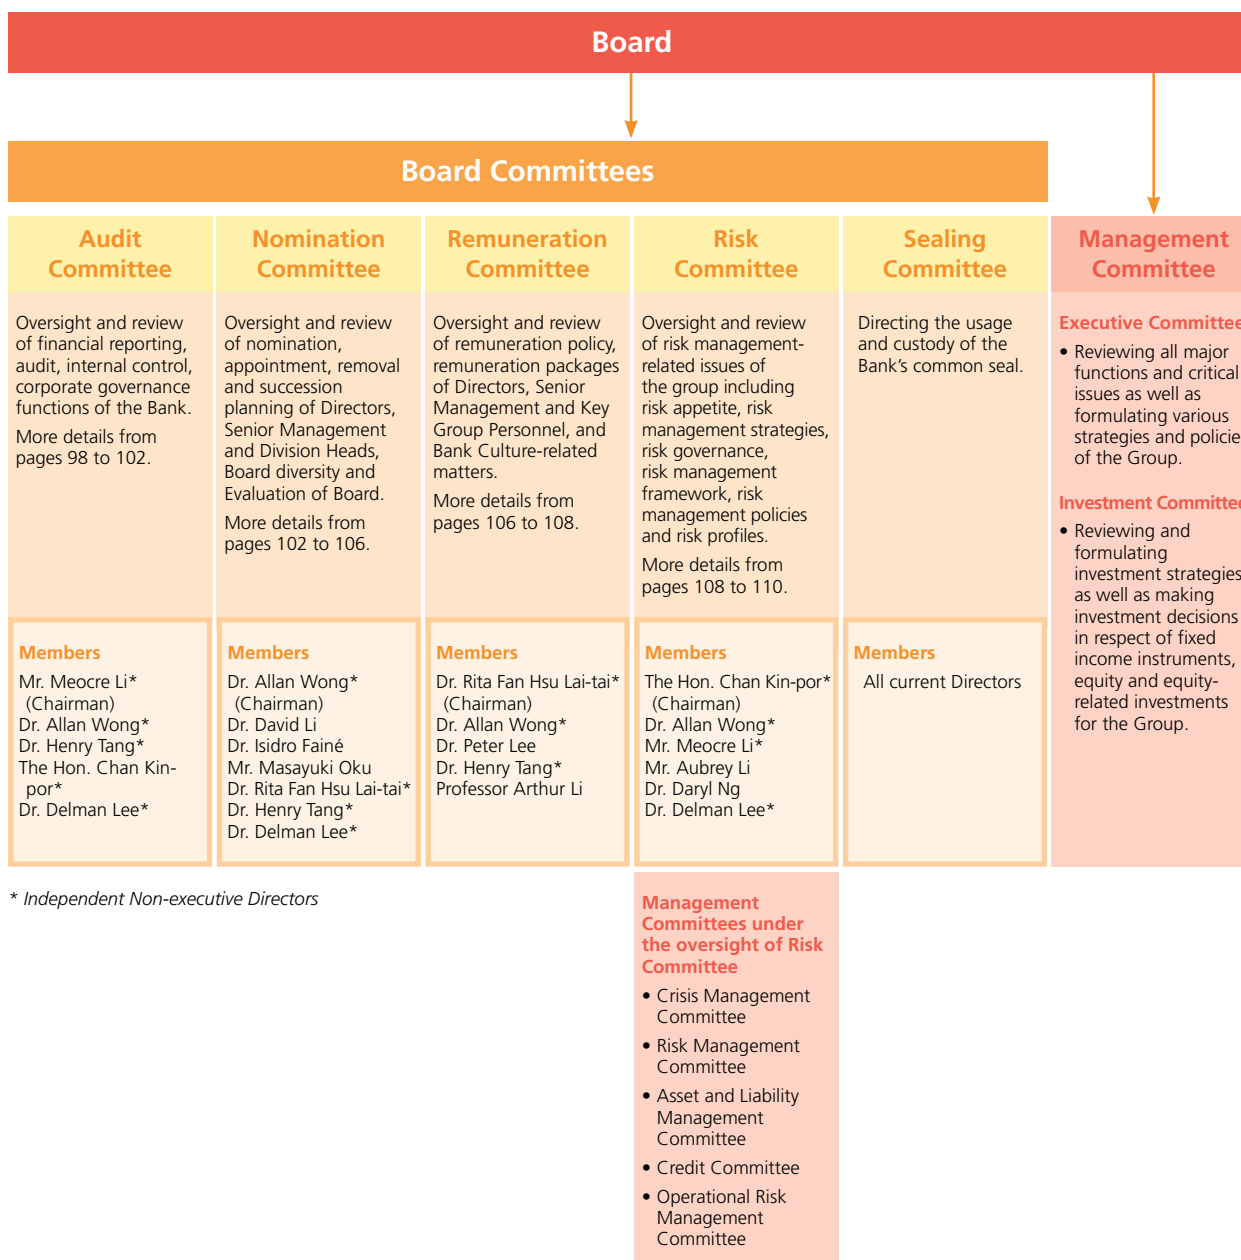 Board
Board Committees
Audit
Committee
Oversight and review
of financial reporting,
audit, internal control,
corporate governance
functions of the Bank.
More details from
pages 98 to 102.
Members
Mr. Meocre Li*
(Chairman)
Dr. Allan Wong*
Dr. Henry Tang*
The Hon. Chan Kin-
por*
Dr. Delman Lee*
Nomination
Committee
Oversight and review
of nomination,
appointment, removal
and succession
planning of Directors,
Senior Management
and Division Heads,
Board diversity and
Evaluation of Board.
More details from
pages 102 to 106.
Members
Dr. Allan Wong*
(Chairman)
Dr. David Li
Dr. Isidro Fainé
Mr. Masayuki Oku
Dr. Rita Fan Hsu Lai-tai*
Dr. Henry Tang*
Dr. Delman Lee*
Remuneration
Committee
Oversight and review
of remuneration policy,
remuneration packages
of Directors, Senior
Management and Key
Group Personnel, and
Bank Culture-related
matters.
More details from
pages 106 to 108.
Members
Dr. Rita Fan Hsu Lai-tai*
(Chairman)
Dr. Allan Wong*
Dr. Peter Lee
Dr. Henry Tang*
Professor Arthur Li
Risk
Committee
Oversight and review
of risk management-
related issues of
the group including
risk appetite, risk
management strategies,
risk governance,
risk management
framework, risk
management policies
and risk profiles.
More details from
pages 108 to 110.
Members
The Hon. Chan Kin-por*
(Chairman)
Dr. Allan Wong*
Mr. Meocre Li*
Mr. Aubrey Li
Dr. Daryl Ng
Dr. Delman Lee*
Management
Committees under
the oversight of Risk
Committee
• Crisis Management
Committee
• Risk Management
Committee
• Asset and Liability
Management
Committee
• Credit Committee
• Operational Risk
Management
Committee
Sealing
Committee
Directing the usage
and custody of the
Bank's common seal.
Members
All current Directors
Management
Committee
Executive Committe
• Reviewing all major
functions and critical
issues as well as
formulating various
strategies and policie
of the Group.
Investment Committe
• Reviewing and
formulating
investment strategies
as well as making
investment decisions
in respect of fixed
income instruments,
equity and equity-
related investments
for the Group.
* Independent Non-executive Directors